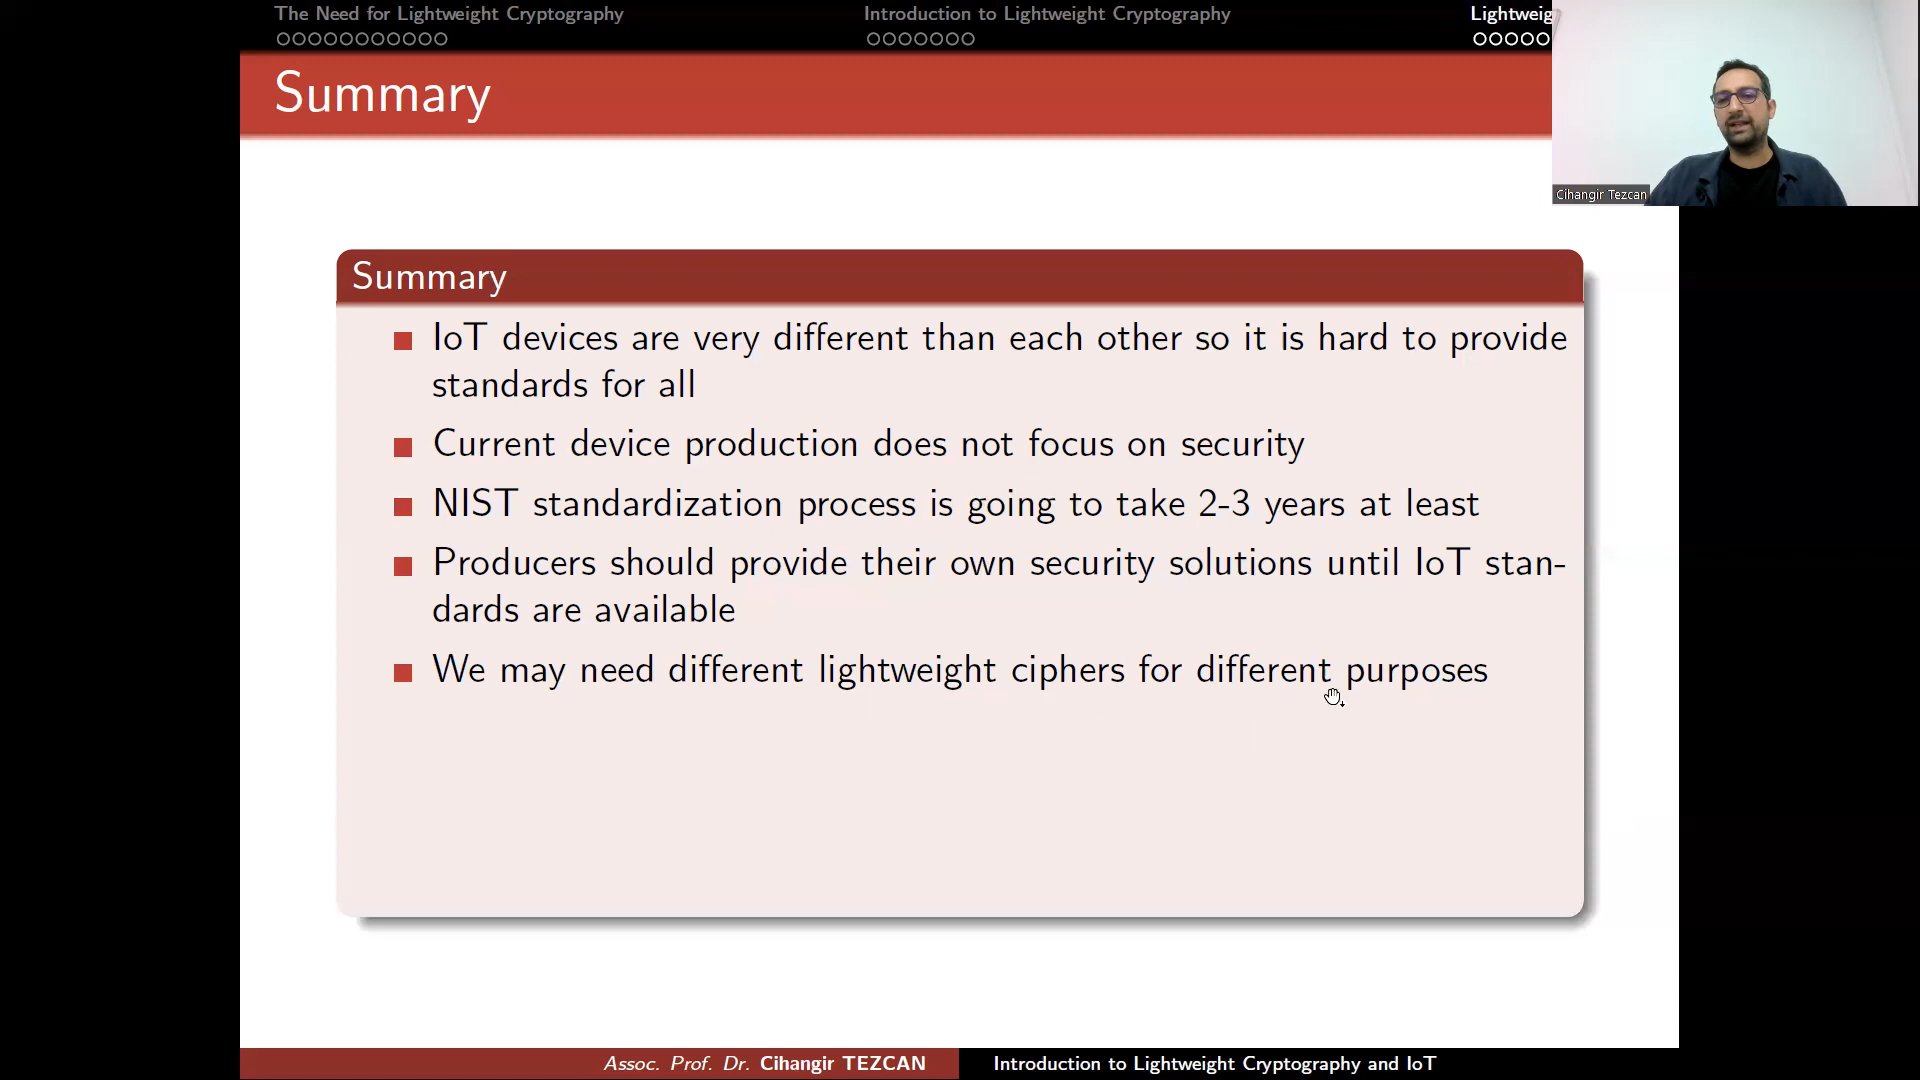 The Need for Lightweight Cryptography
Introduction to Lightweight Cryptography
Lightweig
Summary
Cihangir Tezcan
Summary
IoT devices are very different than each other so it is hard to provide
standards for all
Current device production does not focus on security
NIST standardization process is going to take 2-3 years at least
Producers should provide their own security solutions until IoT stan-
dards are available
We may need different lightweight ciphers for different purposes
Assoc. Prof. Dr. Cihangir TEZCAN
Introduction to Lightweight Cryptography and IoT